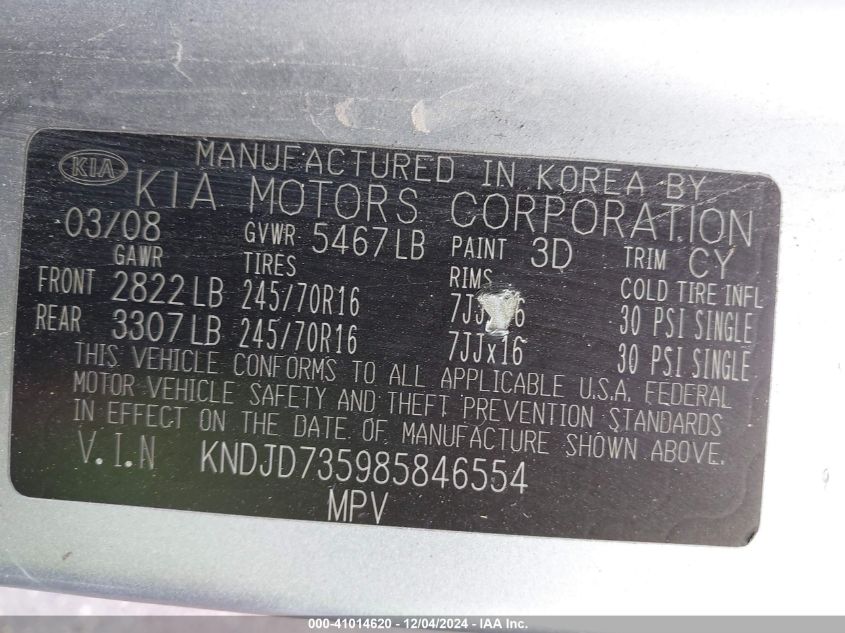 KIA MANUFACTURED IN KOREA BY
KIA MOTORS CORPORATION
03/08 GVWR 5467LB PAINT 3D TRIM CY
GAWR TIRES RIMS COLD TIRE INFL
FRONT 2822LB 245/70R16 30 PSI SINGLE
REAR 3307LB 245/70R16 7JJx16 30 PSI SINGLE
THIS VEHICLE CONFORMS TO ALL APPLICABLE U.S.A. FEDERAL
MOTOR VEHICLE SAFETY AND THEFT PREVENTION STANDARDS
IN EFFECT ON THE DATE OF MANUFACTURE SHOWN ABOVE.
V.I.N KNDJD735985846554
MPV
000-41014620 - 12/04/2024 - IAA Inc.